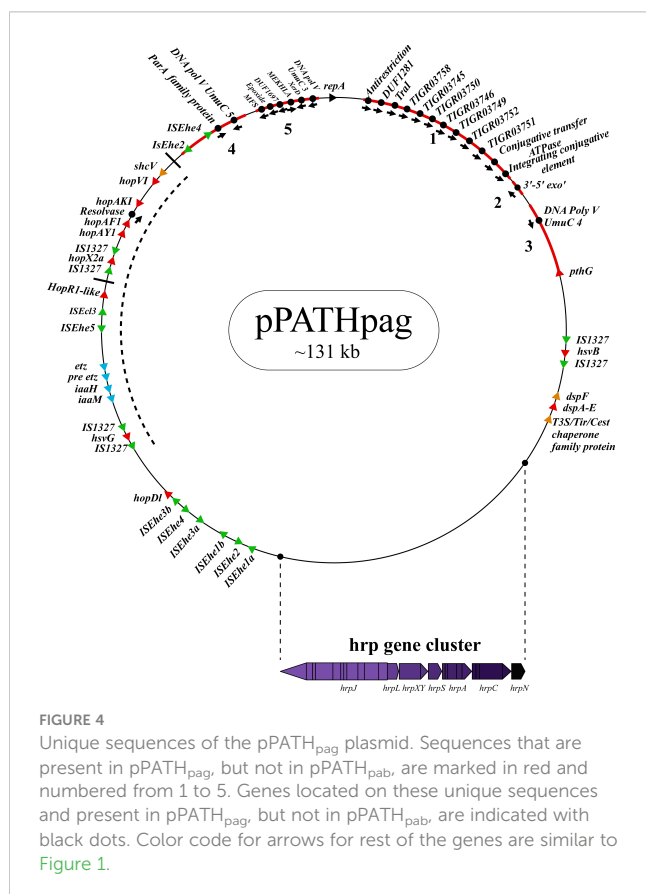 repA
Antirestriction
DUF1281
TraI
TIGR03758
TIGR03745
TIGR03750
TIGR03746
TIGR03749
TIGR03752
TIGR03751
Conjugative transfer
ATPase
Integrating conjugative
element
3'-5' exo'
DNA Poly V
UmuC 4
1
2
3
pthG
IS1327
hsvB
IS1327
dspF
dspA-E
T3S/Tir/Cest
chaperone
family protein
ISEhe1a
ISEhe2
ISEhe1b
ISEhe3a
ISEhe4
ISEhe3b
hopDI
IS1327
hsvG
IS1327
iaaM
iaaH
pre etz
etz
ISEhe5
ISEcl3
HopR1-like
IS1327
hopX2a
IS1327
hopAY1
hopAF1
Resolvase
hopAKI
hopVI
shcV
IsEhe2
ISEhe4
ParA family protein
DNA pol V UmuC 5
4
MFS
Epoxide
DUF1697
MEKHLA
XerD
UmuC 3
DNA pol V
5
pPATHpag
~131 kb
hrp gene cluster
hrpJ hrpL hrpXY hrpS hrpA hrpC hrpN
FIGURE 4
Unique sequences of the pPATHpag plasmid. Sequences that are
present in pPATHpag, but not in pPATHpab, are marked in red and
numbered from 1 to 5. Genes located on these unique sequences
and present in pPATHpag, but not in pPATHpab, are indicated with
black dots. Color code for arrows for rest of the genes are similar to
Figure 1.